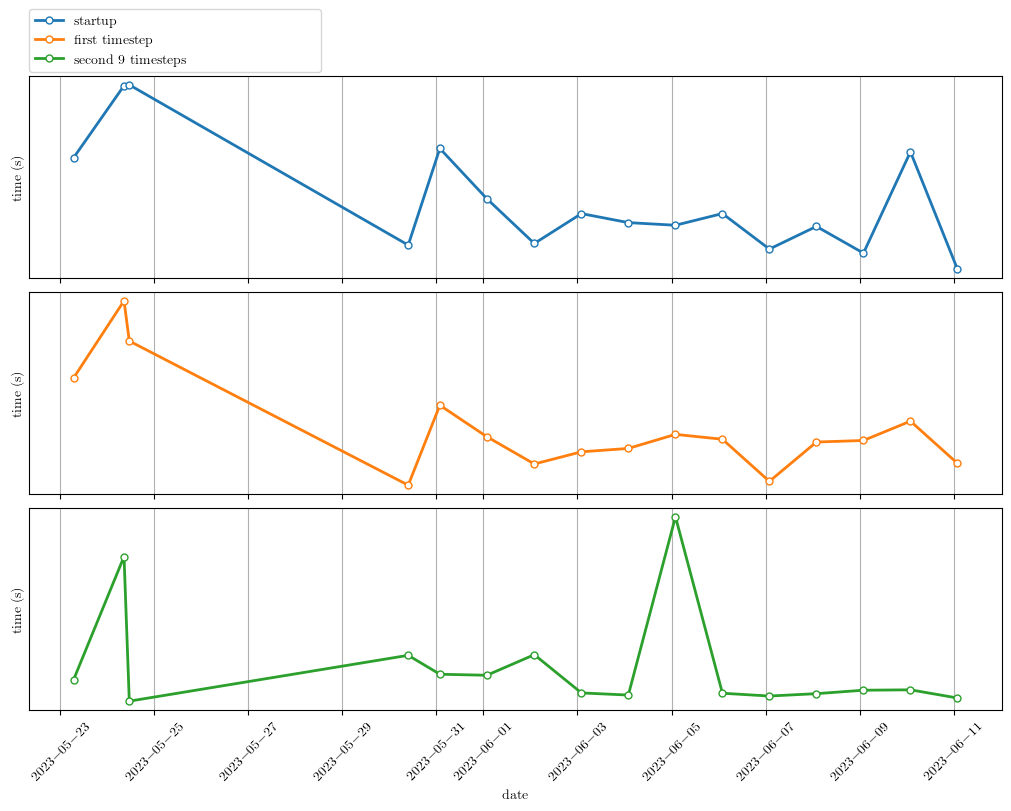 startup
first timestep
second 9 timesteps
time (s)
time (s)
time (s)
2023−05−23
2023−05−25
2023−05−27
2023−05−29
2023−05−31
2023−06−01
2023−06−03
2023−06−05
2023−06−07
2023−06−09
2023−06−11
date